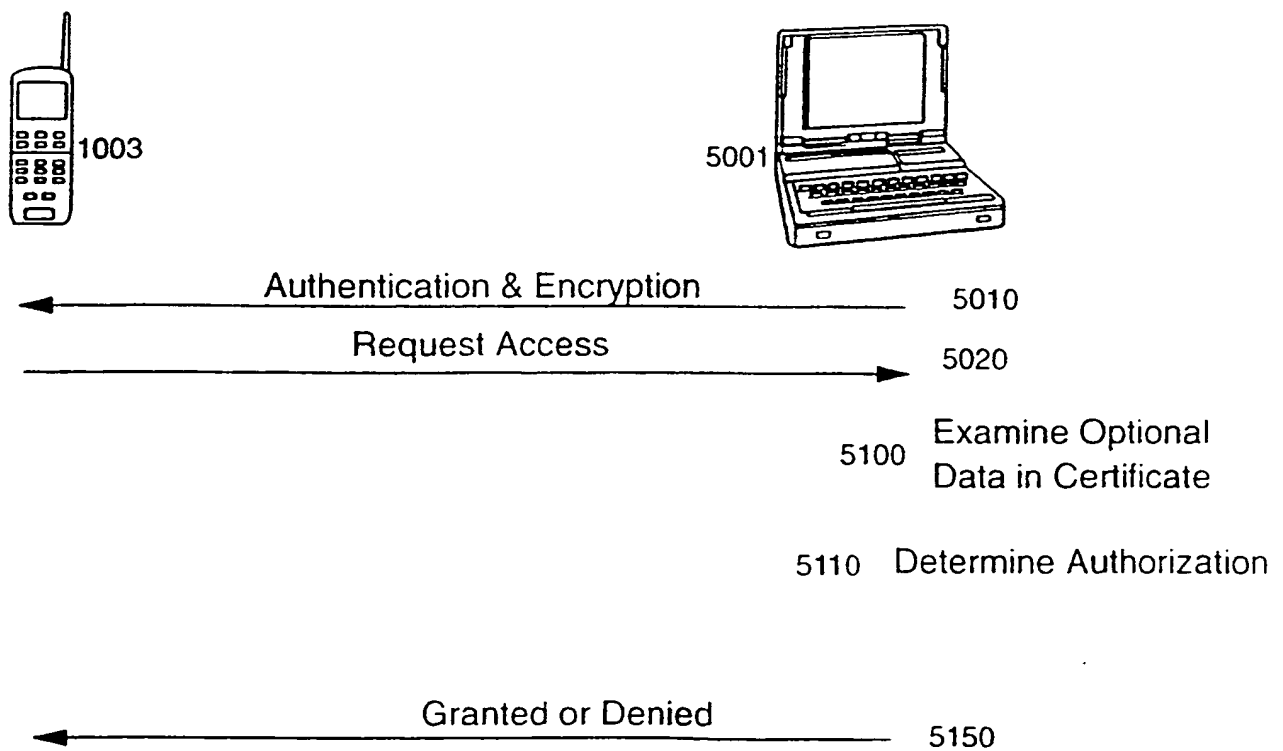 1003
5001
Authentication & Encryption 5010
Request Access 5020
5100 Examine Optional
Data in Certificate
5110 Determine Authorization
Granted or Denied 5150